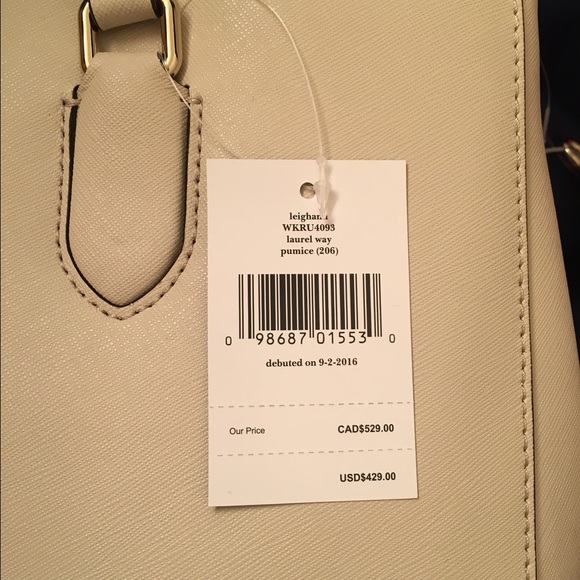 leighann
WKRU4093
laurel way
pumice (206)
0 98687 01553 0
debuted on 9-2-2016
Our Price CAD$529.00
USD$429.00